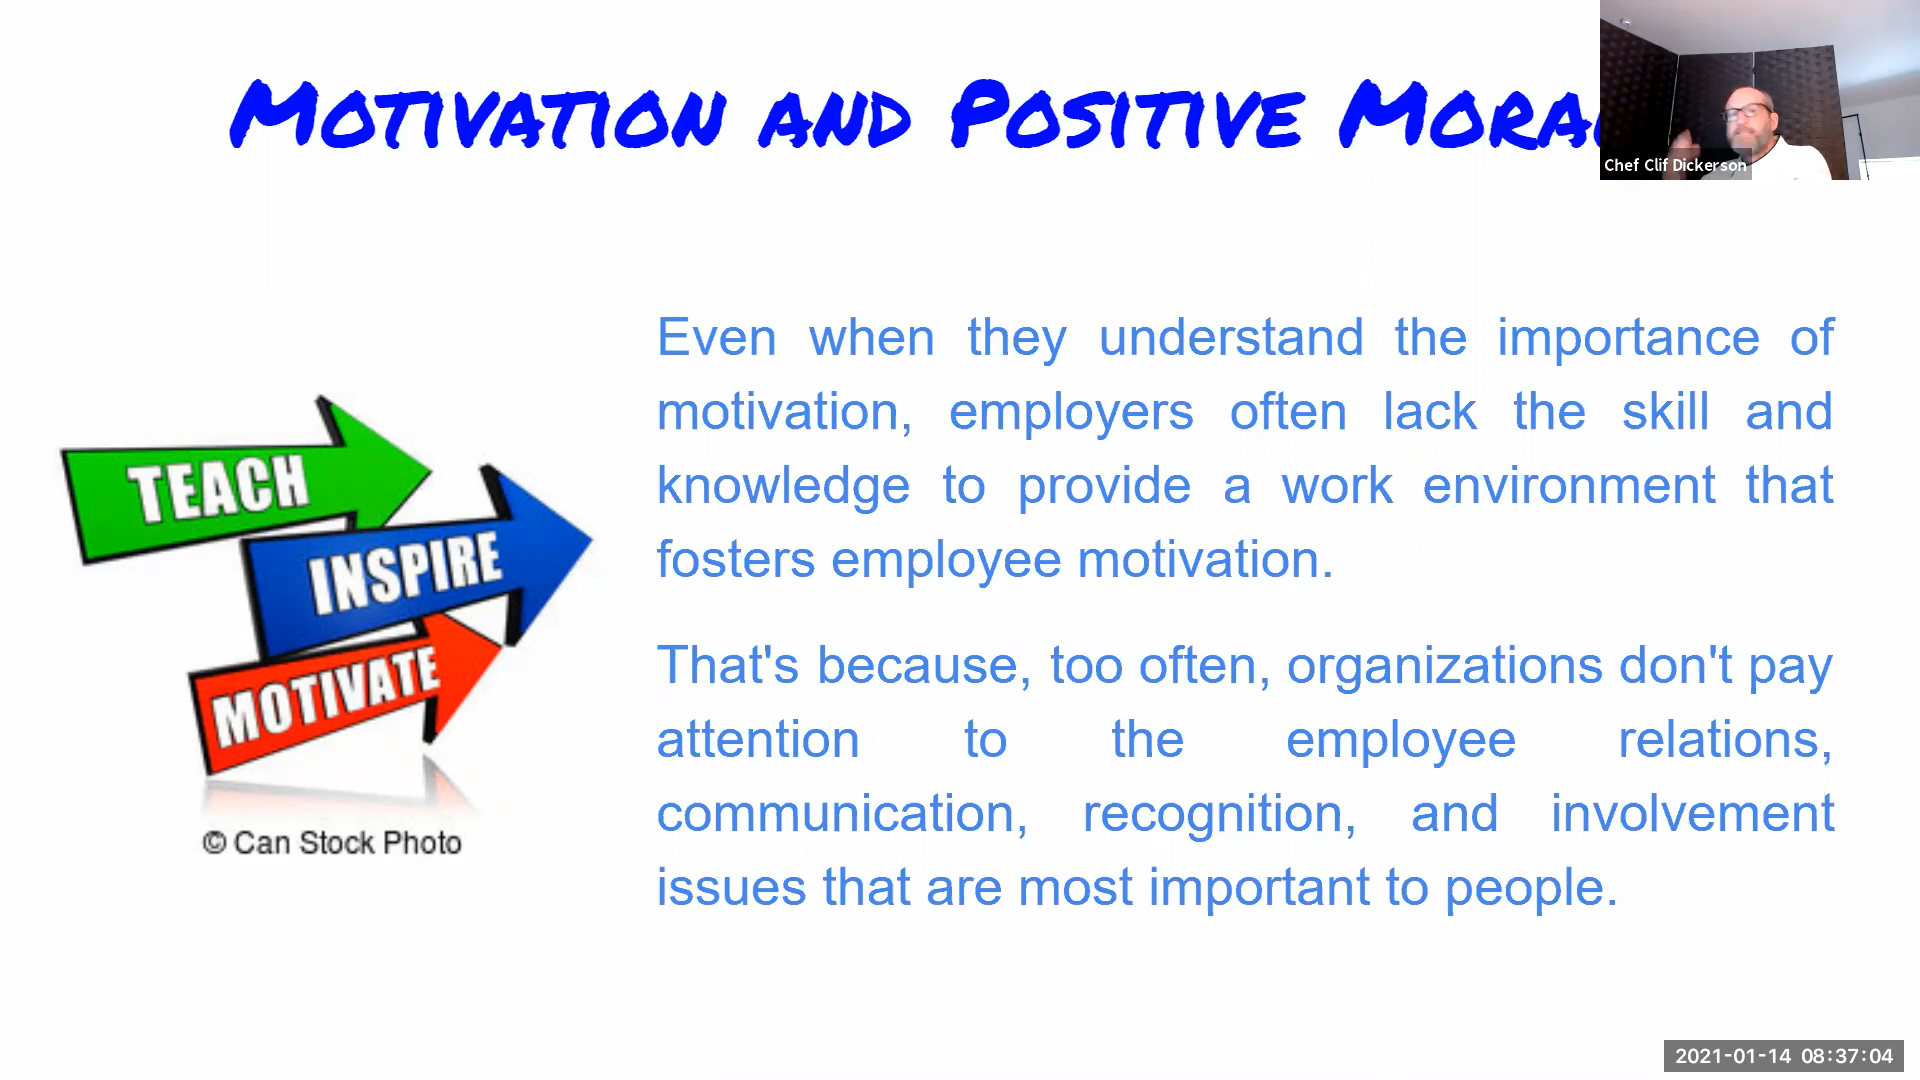 Motivation and Positive
Chef Clif Dickerson
Even when they understand the importance of
motivation, employers often lack the skill and
knowledge to provide a work environment that
fosters employee motivation.
That's because, too often, organizations don't pay
attention to the employee relations,
communication, recognition, and involvement
issues that are most important to people.
TEACH
INSPIRE
MOTIVATE
© Can Stock Photo
2021-01-14 08:37:04